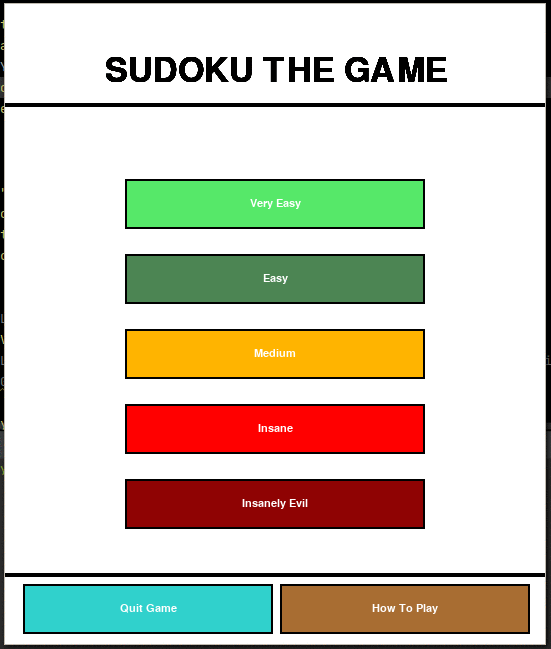 SUDOKU THE GAME
Very Easy
Easy
Medium
Insane
Insanely Evil
Quit Game
How To Play